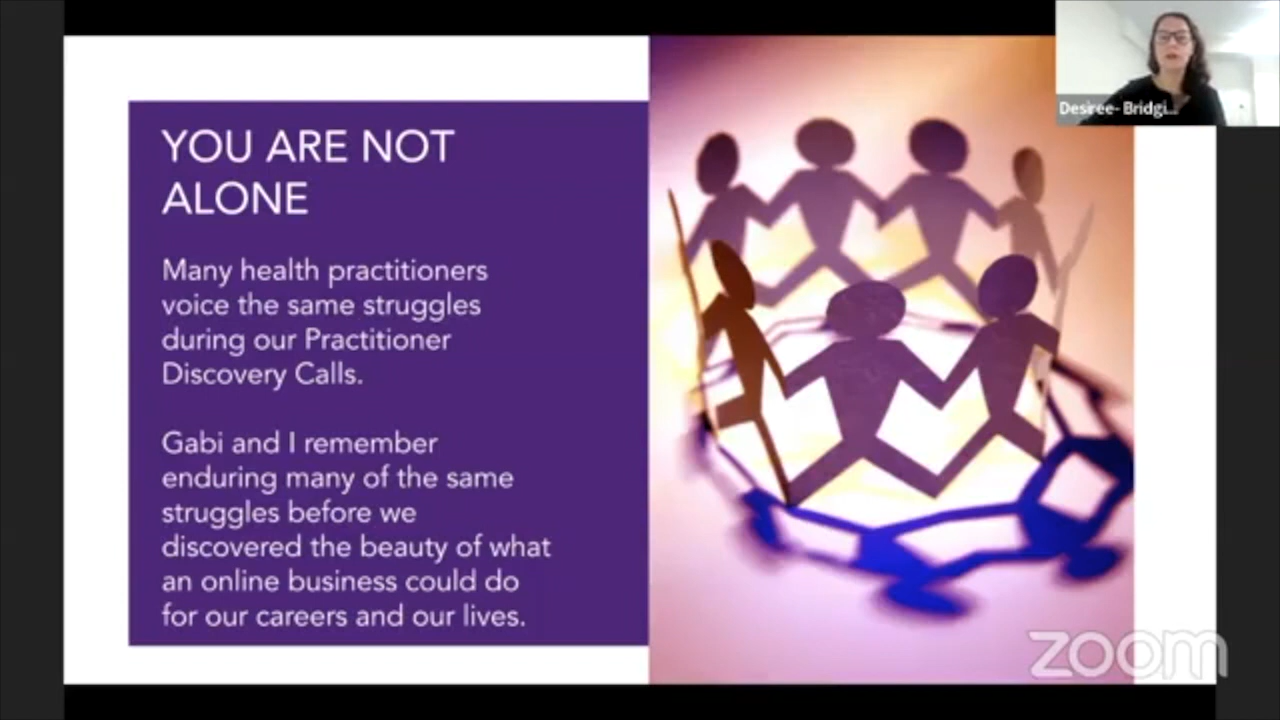 YOU ARE NOT
ALONE
Many health practitioners
voice the same struggles
during our Practitioner
Discovery Calls.
Gabi and I remember
enduring many of the same
struggles before we
discovered the beauty of what
an online business could do
for our careers and our lives.
Desiree- Bridgi...
zoom